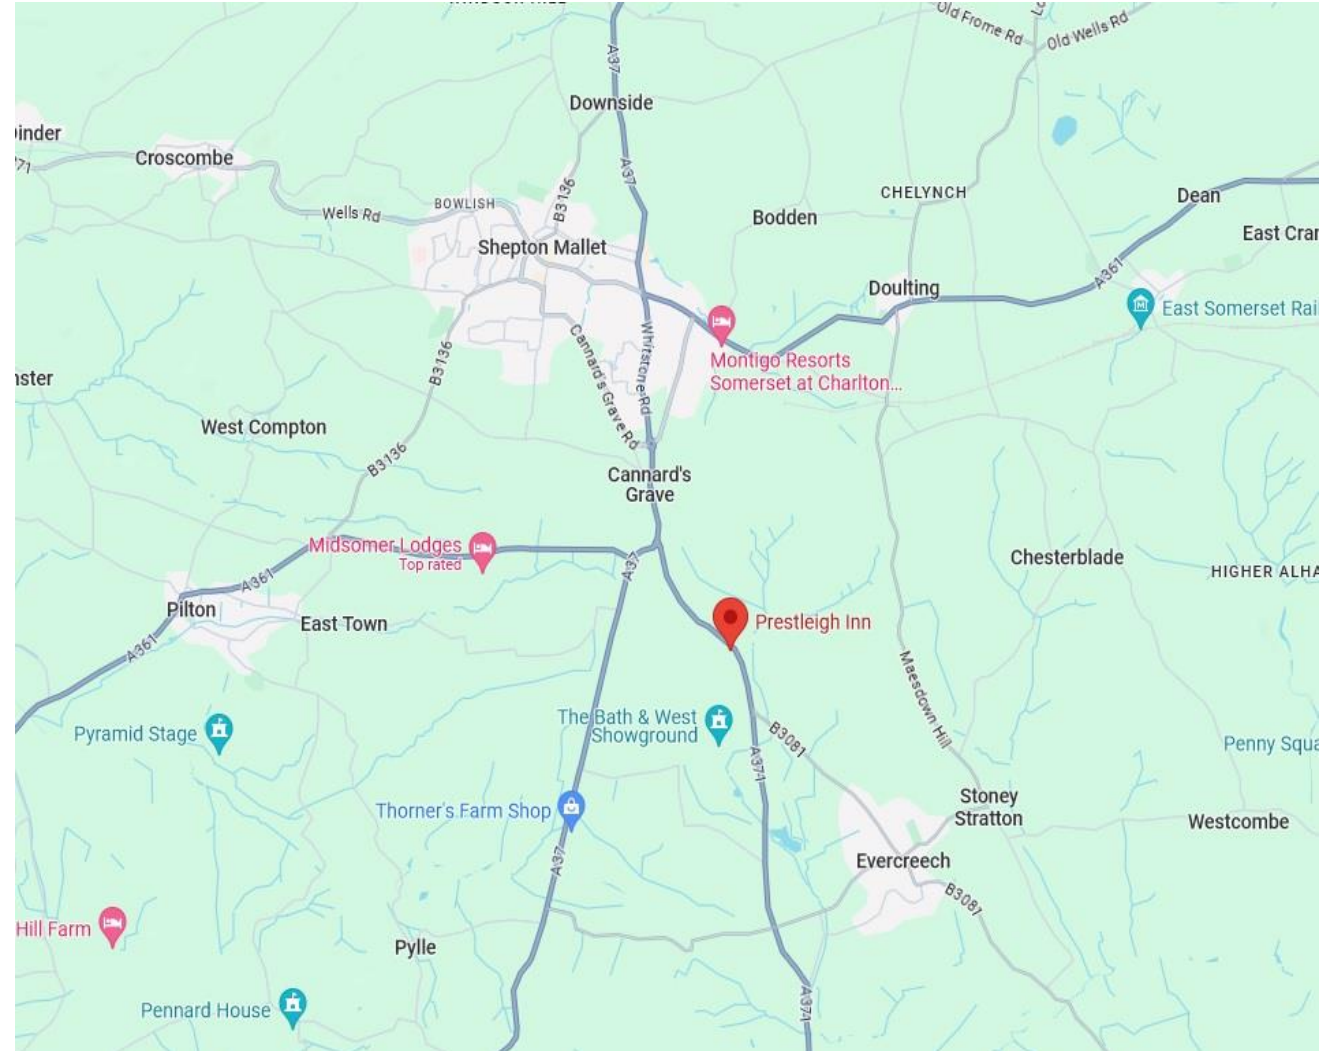 Old Frome Rd
Old Wells Rd
A37
Downside
inder
Croscombe
A37
Dean
71
B3136
CHELYNCH
Wells Rd
BOWLISH
Bodden
East Cra
Shepton Mallet
A361
Doulting
East Somerset Rai
Cannard's Grave Rd
Whitstone Rd
B3136
Montigo Resorts
Somerset at Charlton...
ster
West Compton
B3136
Cannard's
Grave
Midsomer Lodges
Top rated
A37
Chesterblade
HIGHER ALHA
A361
Pilton
East Town
Prestleigh Inn
A361
Maesdown Hill
The Bath & West
Showground
Pyramid Stage
B3081
A371
Penny Squa
Thorner's Farm Shop
Stoney
Stratton
Westcombe
A37
Evercreech
B3081
Hill Farm
Pylle
Pennard House
A371